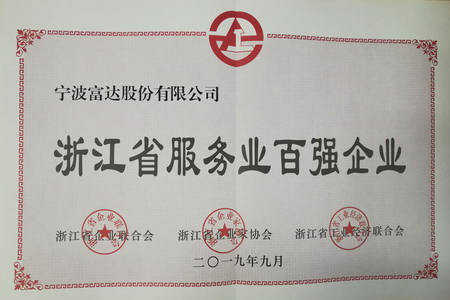 宁波富达股份有限公司
浙江省服务业百强企业
浙江省企业联合会 浙江省企业家协会 浙江省工业经济联合会
二〇一九年九月